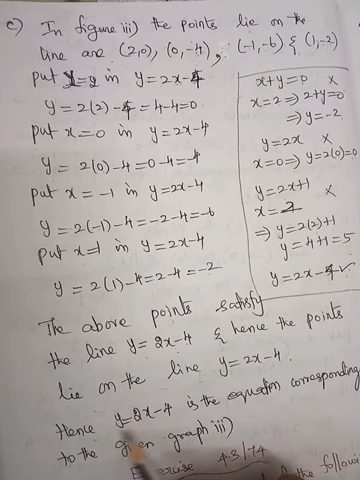 c) In figure iii) the points lie on the
line are (2,0), (0,-4), (-1,-6) & (1,-2)
put x=2 in y=2x-4
y=2(2)-4=4-4=0
put x=0 in y=2x-4
y=2(0)-4=0-4=-4
put x=-1 in y=2x-4
y=2(-1)-4=-2-4=-6
put x=1 in y=2x-4
y=2(1)-4=2-4=-2
x+y=0 ×
x=2⇒2+y=0
⇒y=-2
y=2x ×
x=0⇒y=2(0)=0
y=2x+1 ×
x=2
⇒y=2(2)+1
y=4+1=5
y=2x-4✓
The above points satisfy
the line y=2x-4 & hence the points
lie on the line y=2x-4.
Hence y=2x-4 is the equation corresponding
to the given graph iii)
Exercise 4.3/74
the following